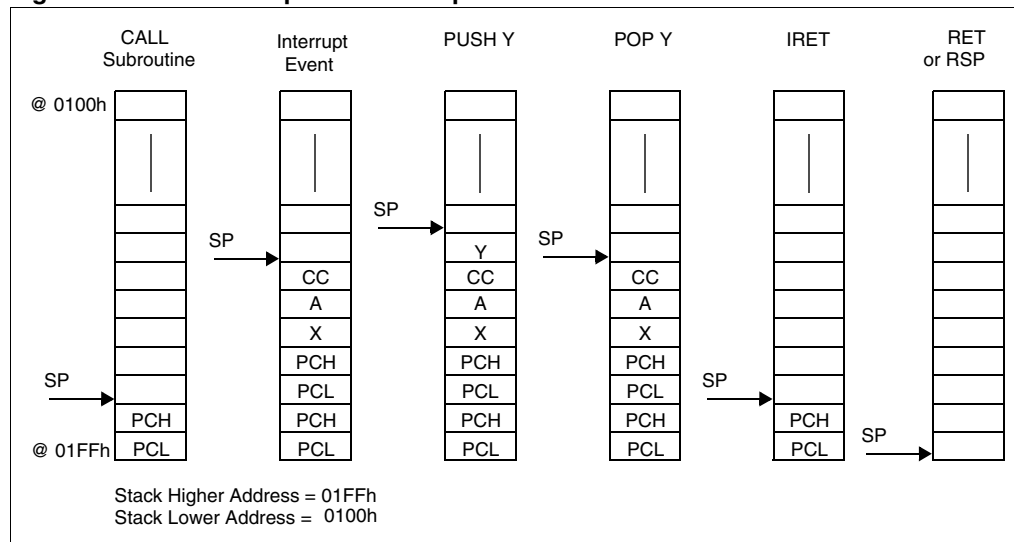 CALL
Subroutine
Interrupt
Event
PUSH Y
POP Y
IRET
RET
or RSP
@ 0100h
SP
SP
SP
Y
CC
CC
CC
A
A
A
X
X
X
PCH
PCH
PCH
SP
SP
PCL
PCL
PCL
PCH
PCH
PCH
PCH
PCH
SP
@ 01FFh
PCL
PCL
PCL
PCL
PCL
Stack Higher Address = 01FFh
Stack Lower Address = 0100h